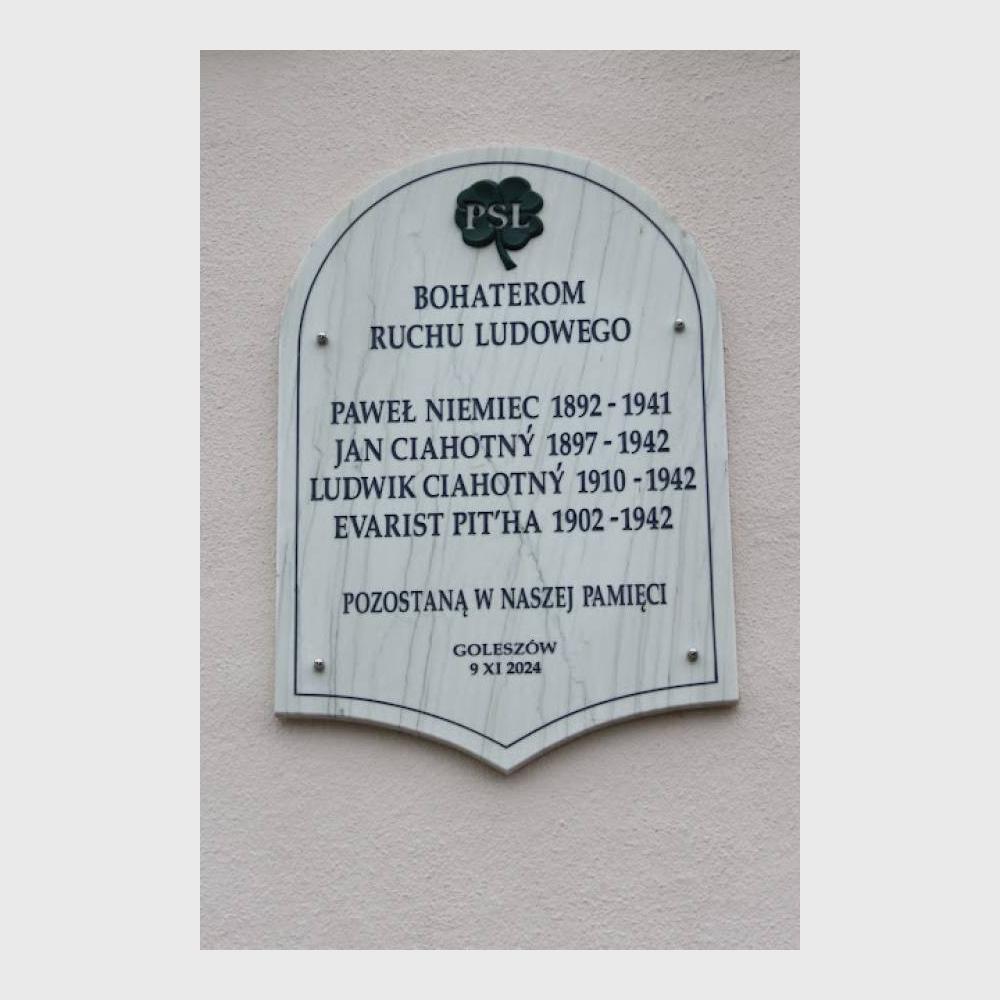 PSL
BOHATEROM
RUCHU LUDOWEGO
PAWEŁ NIEMIEC 1892 - 1941
JAN CIAHOTNÝ 1897 - 1942
LUDWIK CIAHOTNÝ 1910 - 1942
EVARIST PIT'HA 1902 - 1942
POZOSTANĄ W NASZEJ PAMIĘCI
GOLESZÓW
9 XI 2024